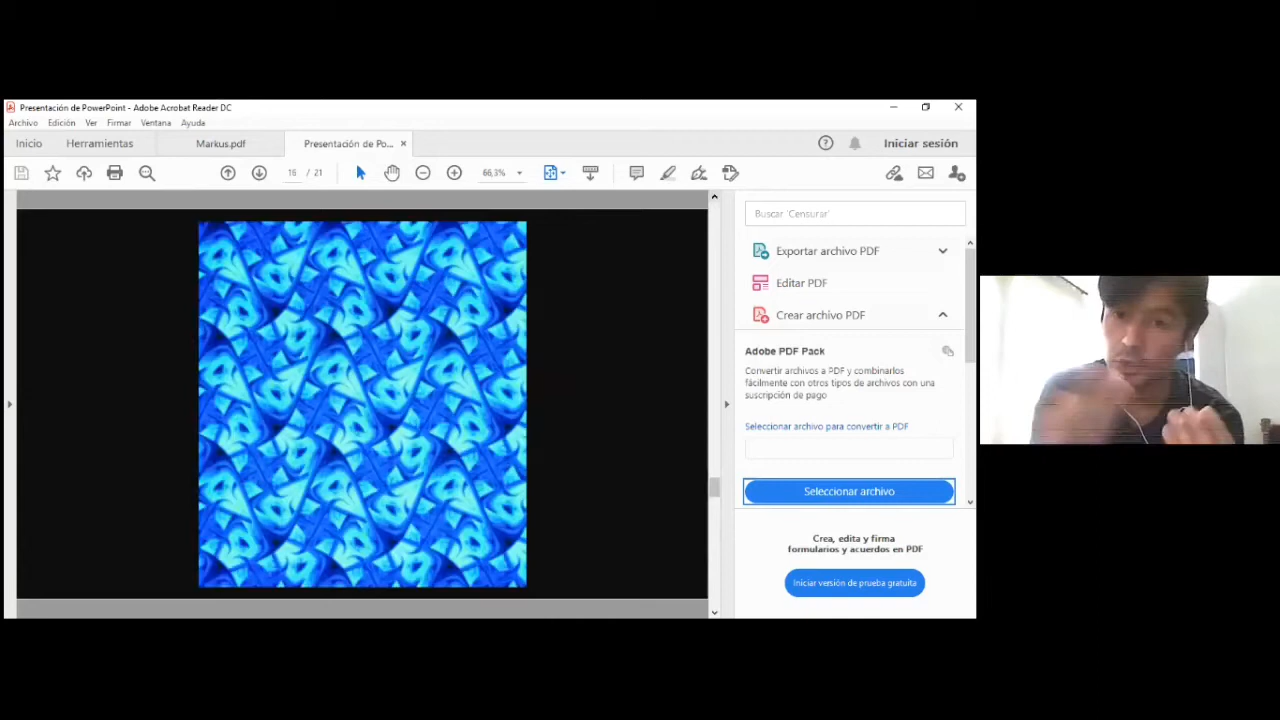 Presentación de PowerPoint - Adobe Acrobat Reader DC
Archivo Edición Ver Firmar Ventana Ayuda
Inicio Herramientas Markus.pdf Presentación de Po... × Iniciar sesión
16 / 21 66,3%
Buscar 'Censurar'
Exportar archivo PDF
Editar PDF
Crear archivo PDF
Adobe PDF Pack
Convertir archivos a PDF y combinarlos
fácilmente con otros tipos de archivos con una
suscripción de pago
Seleccionar archivo para convertir a PDF
Seleccionar archivo
Crea, edita y firma
formularios y acuerdos en PDF
Iniciar versión de prueba gratuita